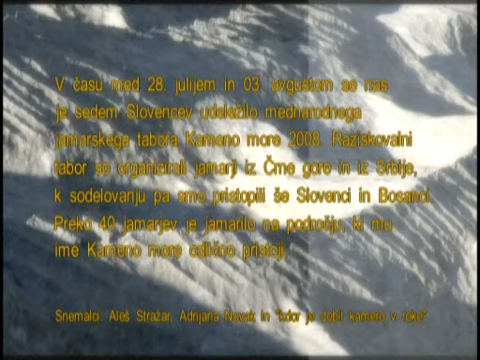 V času med 28. julijem in 03. avgustom se nas
je sedem Slovencev udeležilo mednarodnega
jamarskega tabora Kameno more 2008. Raziskovalni
tabor so organizirali jamarji iz Črne gore in iz Srbije,
k sodelovanju pa smo pristopili še Slovenci in Bosanci.
Preko 40 jamarjev je jamarilo na področju, ki mu
ime Kameno more odlično pristoji.
Snemalci: Aleš Stražar, Adrijana Novak in "kdor je dobil kamero v roke"